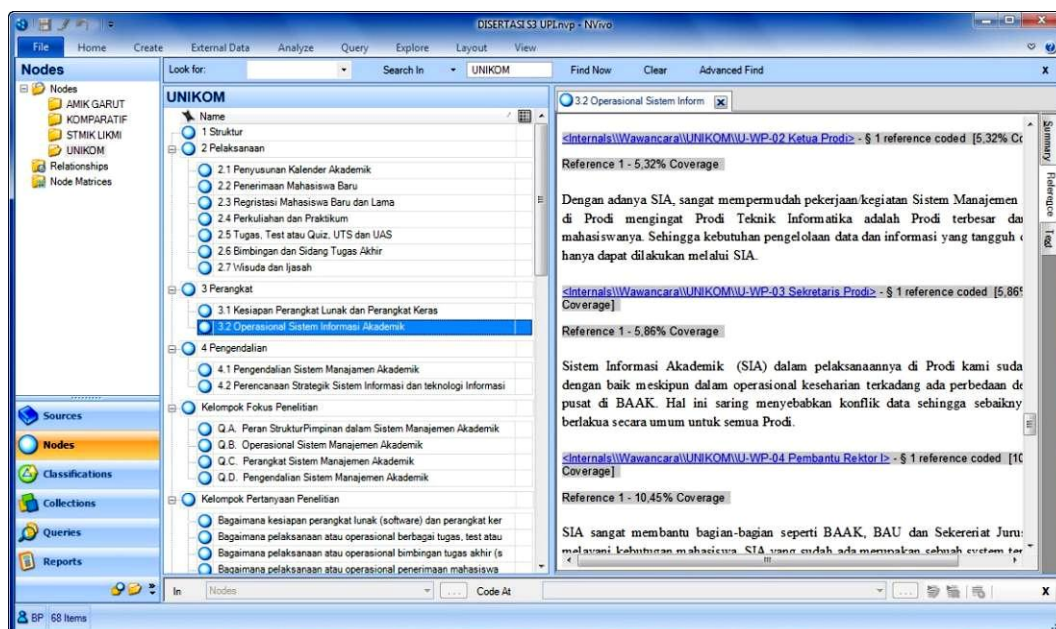 DISERTASI S3 UPI.nvp - NVivo
File Home Create External Data Analyze Query Explore Layout View
Nodes
Look for: Search In UNIKOM Find Now Clear Advanced Find x
Nodes
AMIK GARUT
KOMPARATIF
STMIK LIKMI
UNIKOM
Relationships
Node Matrices
Sources
Nodes
Classifications
Collections
Queries
Reports
UNIKOM
Name
1 Struktur
2 Pelaksanaan
2.1 Penyusunan Kalender Akademik
2.2 Penerimaan Mahasiswa Baru
2.3 Regristasi Mahasiswa Baru dan Lama
2.4 Perkuliahan dan Praktikum
2.5 Tugas, Test atau Quiz, UTS dan UAS
2.6 Bimbingan dan Sidang Tugas Akhir
2.7 Wisuda dan Ijasah
3 Perangkat
3.1 Kesiapan Perangkat Lunak dan Perangkat Keras
3.2 Operasional Sistem Informasi Akademik
4 Pengendalian
4.1 Pengendalian Sistem Manajamen Akademik
4.2 Perencanaan Strategik Sistem Informasi dan teknologi Informasi
Kelompok Fokus Penelitian
Q.A. Peran StrukturPimpinan dalam Sistem Manajemen Akademik
Q.B. Operasional Sistem Manajemen Akademik
Q.C. Perangkat Sistem Manajemen Akademik
Q.D. Pengendalian Sistem Manajemen Akademik
Kelompok Pertanyaan Penelitian
Bagaimana kesiapan perangkat lunak (software) dan perangkat ker
Bagaimana pelaksanaan atau operasional berbagai tugas, test atau
Bagaimana pelaksanaan atau operasional bimbingan tugas akhir (s
Bagaimana pelaksanaan atau operasional penerimaan mahasiswa
3.2 Operasional Sistem Inform
<Internals\\Wawancara\\UNIKOM\\U-WP-02 Ketua Prodi> - § 1 reference coded [5,32% Co
Reference 1 - 5,32% Coverage
Dengan adanya SIA, sangat mempermudah pekerjaan/kegiatan Sistem Manajemen
di Prodi mengingat Prodi Teknik Informatika adalah Prodi terbesar dar
mahasiswanya. Sehingga kebutuhan pengelolaan data dan informasi yang tangguh
hanya dapat dilakukan melalui SIA.
<Internals\\Wawancara\\UNIKOM\\U-WP-03 Sekretaris Prodi> - § 1 reference coded [5,86%
Coverage]
Reference 1 - 5,86% Coverage
Sistem Informasi Akademik (SIA) dalam pelaksanaannya di Prodi kami suda
dengan baik meskipun dalam operasional keseharian terkadang ada perbedaan de
pusat di BAAK. Hal ini saring menyebabkan konflik data sehingga sebaikny
berlakua secara umum untuk semua Prodi.
<Internals\\Wawancara\\UNIKOM\\U-WP-04 Pembantu Rektor I> - § 1 reference coded [10
Coverage]
Reference 1 - 10,45% Coverage
SIA sangat membantu bagian-bagian seperti BAAK, BAU dan Sekereriat Juru
melayani kebutuhan mahasiswa. SIA yang sudah ada merupakan sebuah system
Summary
Reference
Text
In Nodes Code At x
BP 68 Items